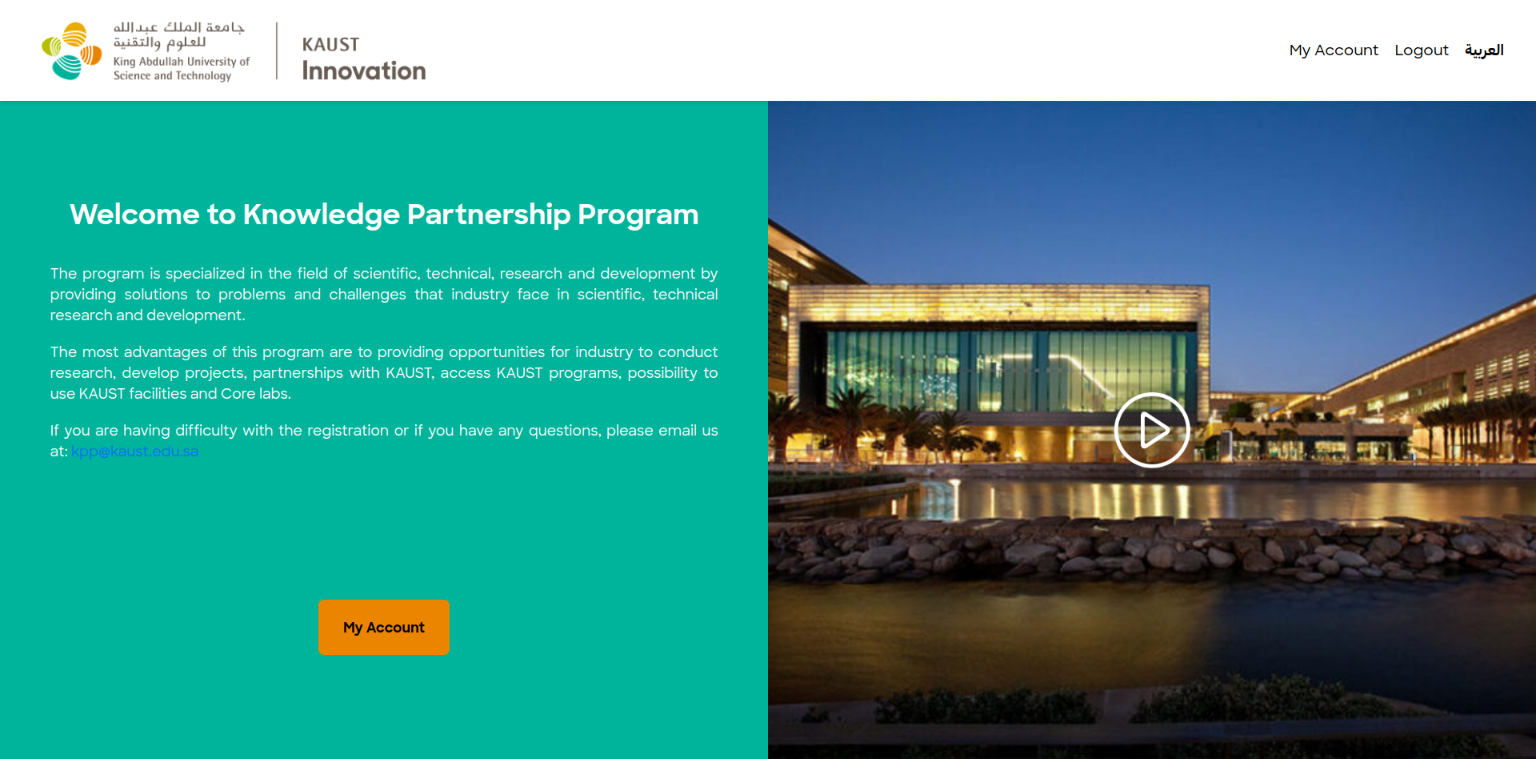 جامعة الملك عبدالله
للعلوم والتقنية
King Abdullah University of
Science and Technology
KAUST
Innovation
My Account Logout العربية
Welcome to Knowledge Partnership Program
The program is specialized in the field of scientific, technical, research and development by
providing solutions to problems and challenges that industry face in scientific, technical
research and development.
The most advantages of this program are to providing opportunities for industry to conduct
research, develop projects, partnerships with KAUST, access KAUST programs, possibility to
use KAUST facilities and Core labs.
If you are having difficulty with the registration or if you have any questions, please email us
at: kpp@kaust.edu.sa
My Account